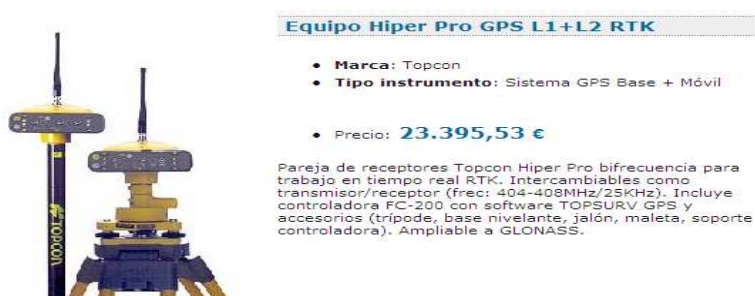 Equipo Hiper Pro GPS L1+L2 RTK
Marca: Topcon
Tipo instrumento: Sistema GPS Base + Móvil
Precio: 23.395,53 €
Pareja de receptores Topcon Hiper Pro bifrecuencia para
trabajo en tiempo real RTK. Intercambiables como
transmisor/receptor (frec: 404-408MHz/25KHz). Incluye
controladora FC-200 con software TOPSURV GPS y
accesorios (trípode, base nivelante, jalón, maleta, soporte
controladora). Ampliable a GLONASS.
TOPCON